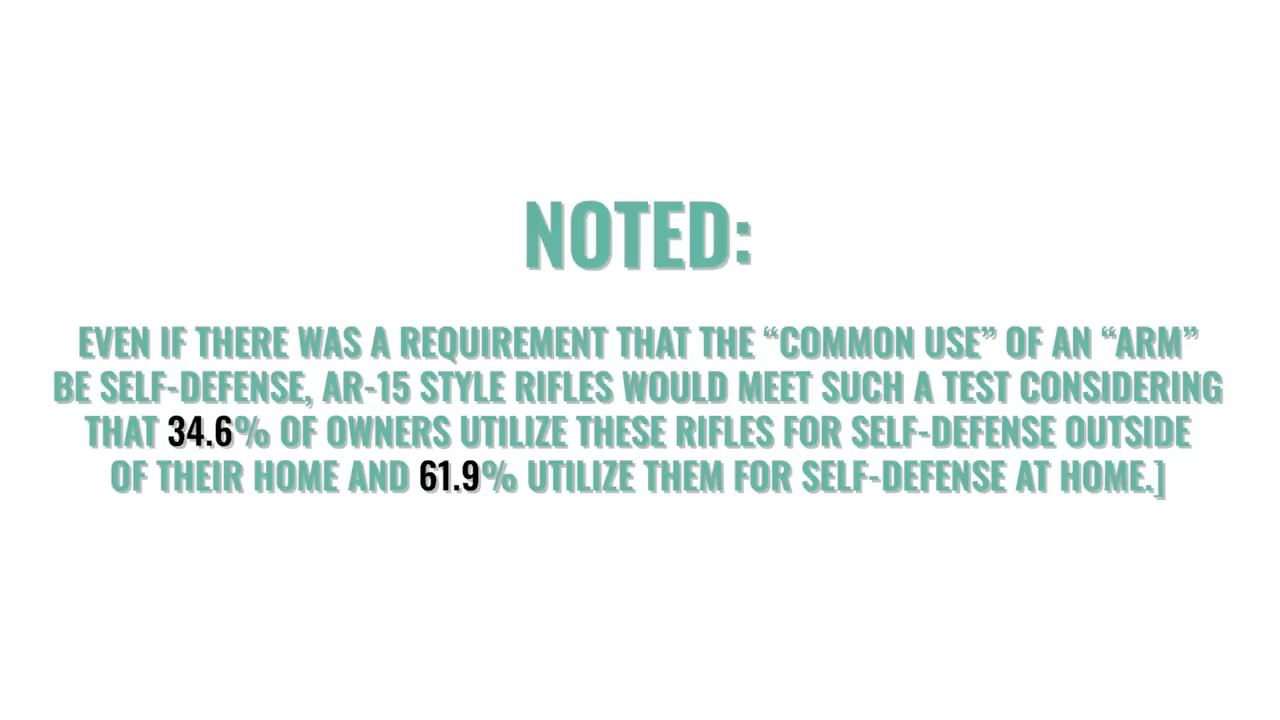 NOTED:
EVEN IF THERE WAS A REQUIREMENT THAT THE “COMMON USE” OF AN “ARM”
BE SELF-DEFENSE, AR-15 STYLE RIFLES WOULD MEET SUCH A TEST CONSIDERING
THAT 34.6% OF OWNERS UTILIZE THESE RIFLES FOR SELF-DEFENSE OUTSIDE
OF THEIR HOME AND 61.9% UTILIZE THEM FOR SELF-DEFENSE AT HOME.]